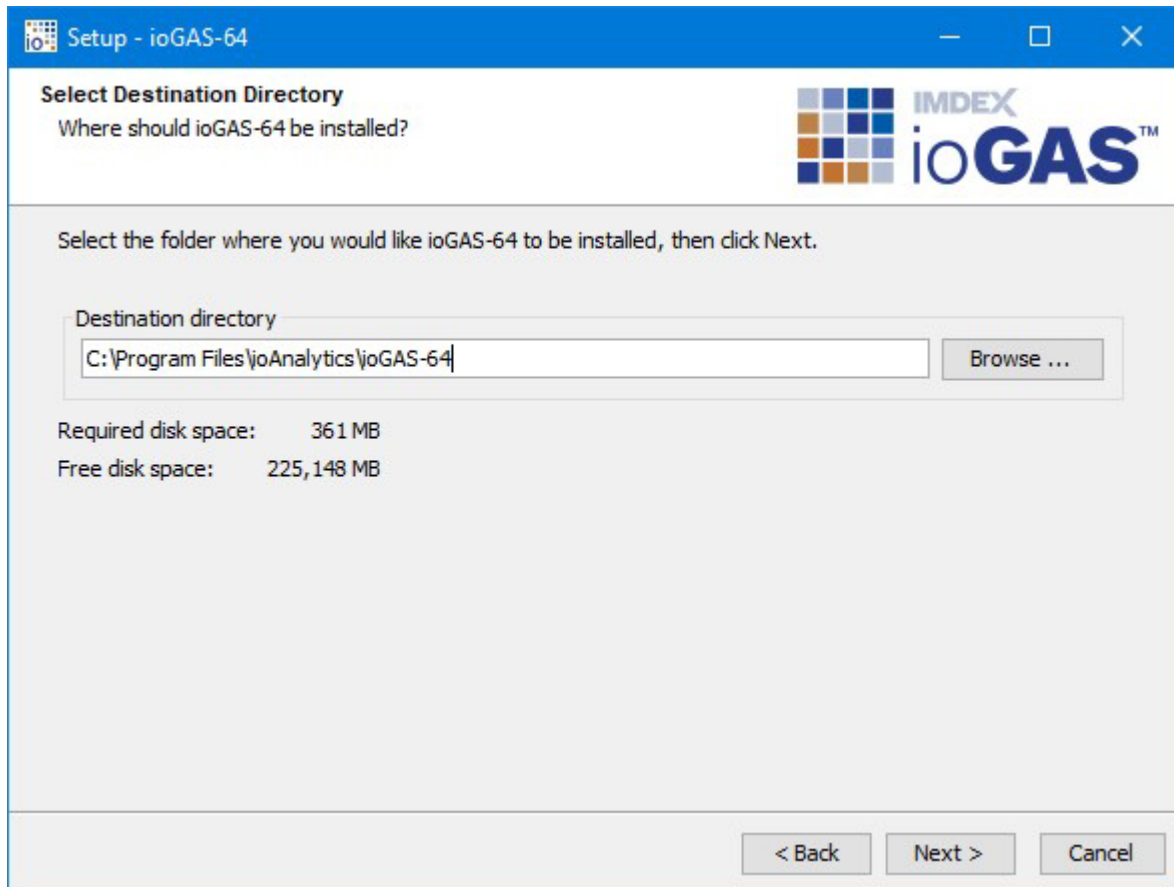 Setup - ioGAS-64
Select Destination Directory
Where should ioGAS-64 be installed?
IMDEX
ioGAS™
Select the folder where you would like ioGAS-64 to be installed, then click Next.
Destination directory
C:\Program Files\ioAnalytics\ioGAS-64
Browse ...
Required disk space: 361 MB
Free disk space: 225,148 MB
< Back Next > Cancel